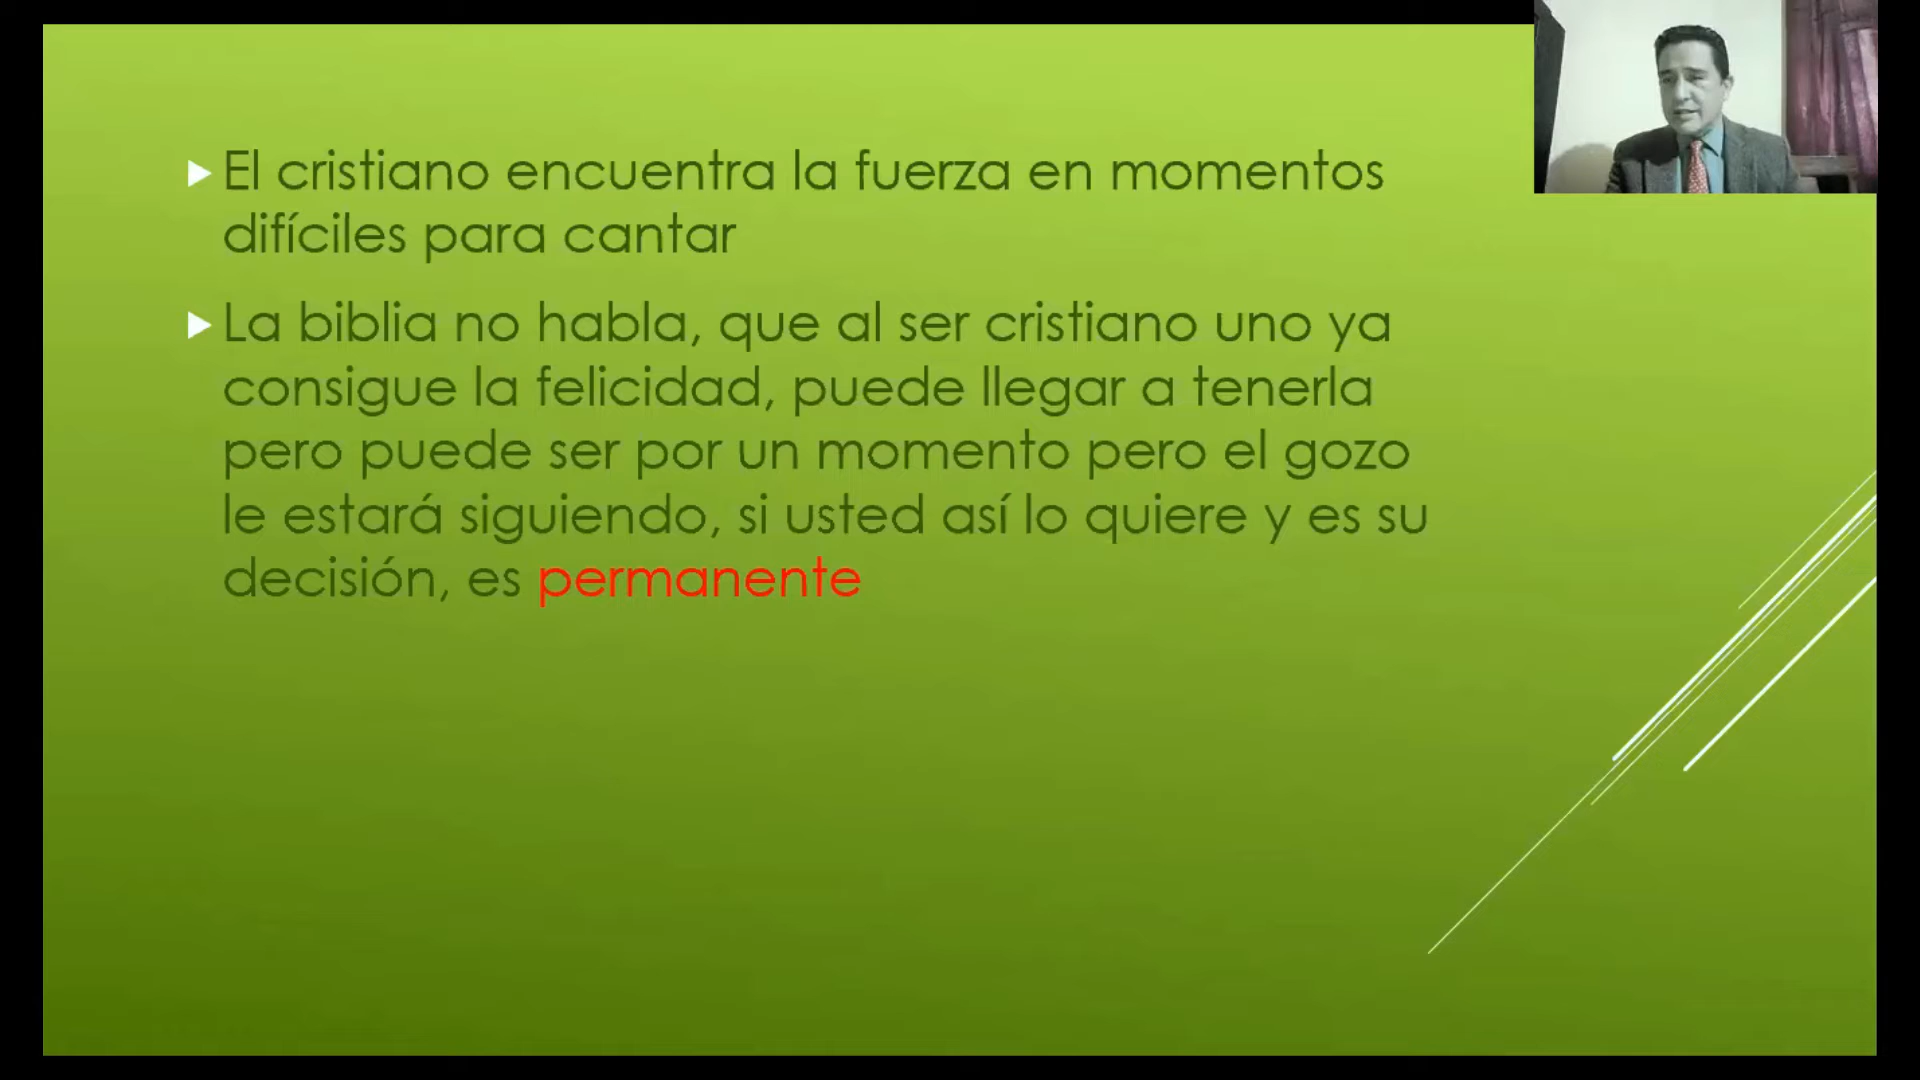 El cristiano encuentra la fuerza en momentos
difíciles para cantar
La biblia no habla, que al ser cristiano uno ya
consigue la felicidad, puede llegar a tenerla
pero puede ser por un momento pero el gozo
le estará siguiendo, si usted así lo quiere y es su
decisión, es permanente